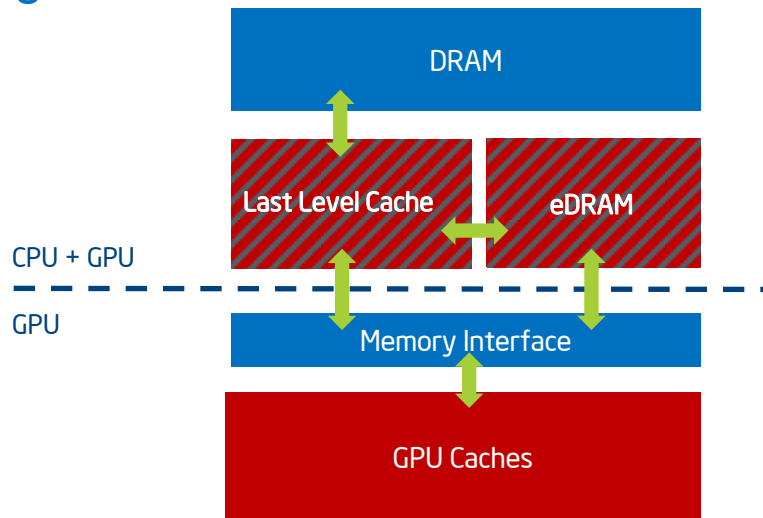 DRAM
Last Level Cache
eDRAM
CPU + GPU
GPU
Memory Interface
GPU Caches